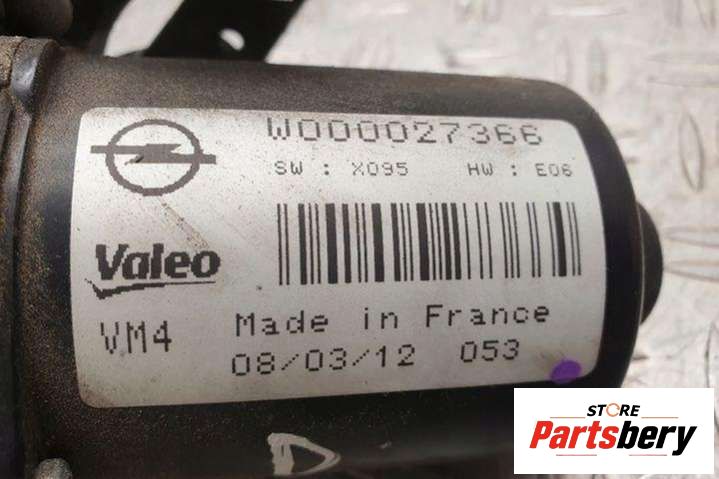 W000027366
SW : X095 HW : E06
Valeo
VM4
Made in France
08/03/12 053
D
STORE
Partsbery